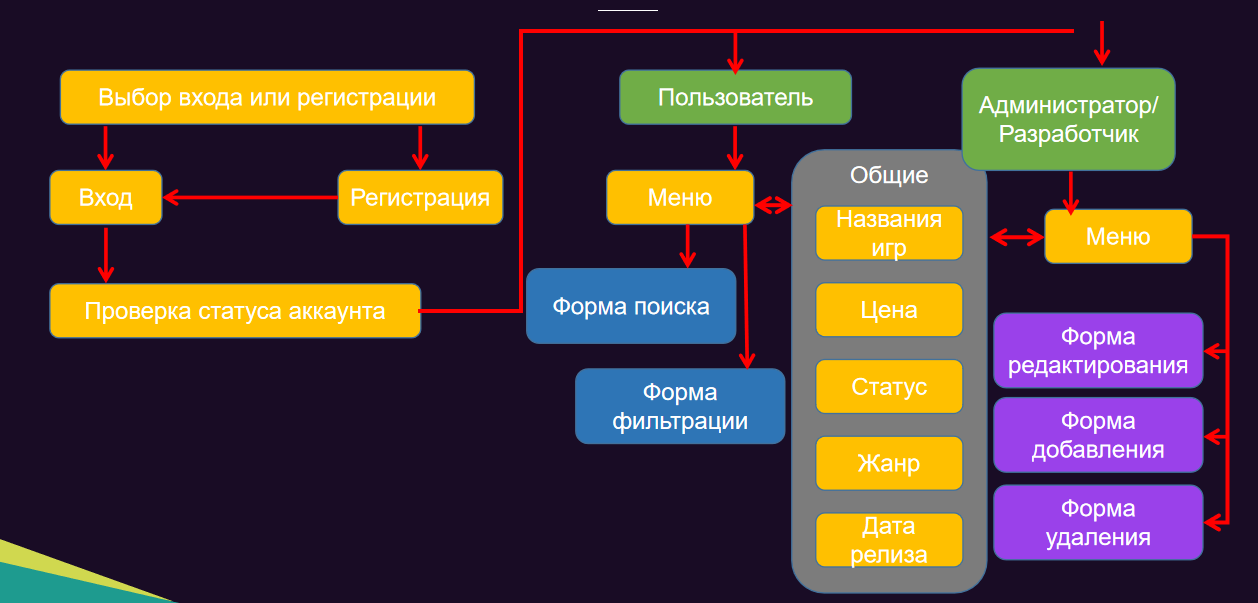 Выбор входа или регистрации
Вход
Регистрация
Проверка статуса аккаунта
Пользователь
Меню
Форма поиска
Форма
фильтрации
Общие
Названия
игр
Цена
Статус
Жанр
Дата
релиза
Администратор/
Разработчик
Меню
Форма
редактирования
Форма
добавления
Форма
удаления